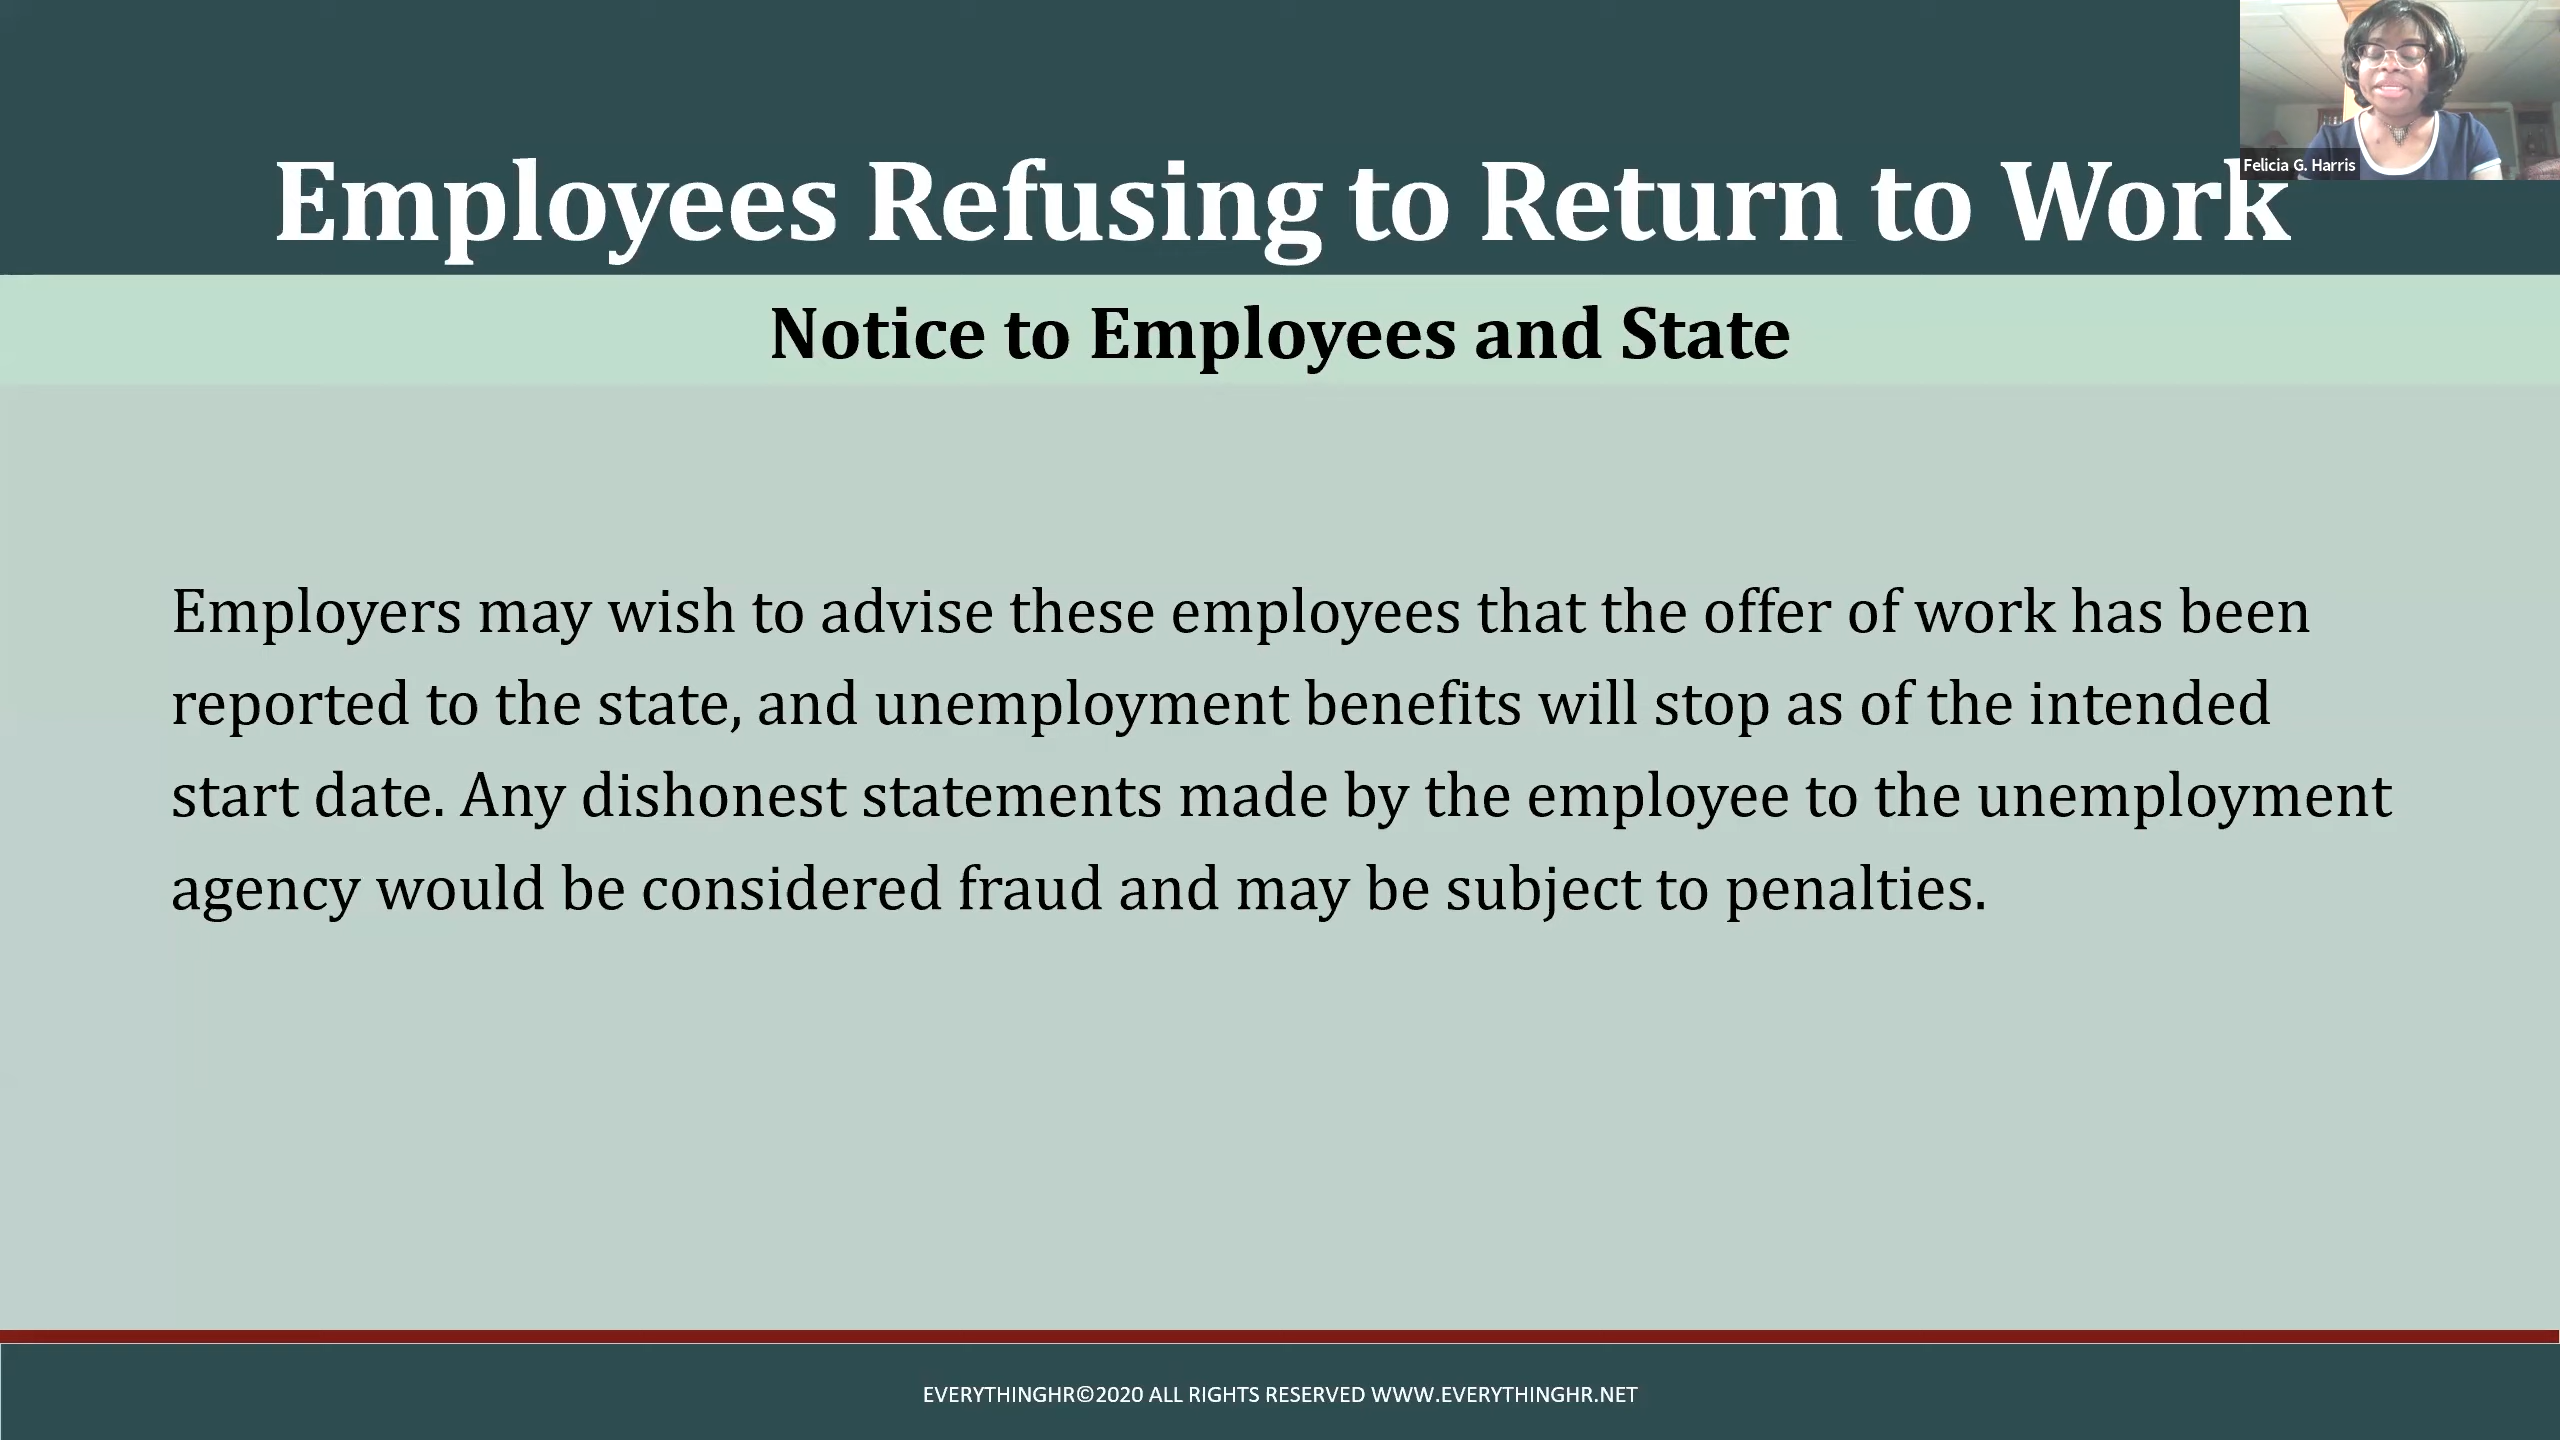 Felicia G. Harris
Employees Refusing to Return to Work
Notice to Employees and State
Employers may wish to advise these employees that the offer of work has been
reported to the state, and unemployment benefits will stop as of the intended
start date. Any dishonest statements made by the employee to the unemployment
agency would be considered fraud and may be subject to penalties.
EVERYTHINGHR©2020 ALL RIGHTS RESERVED WWW.EVERYTHINGHR.NET